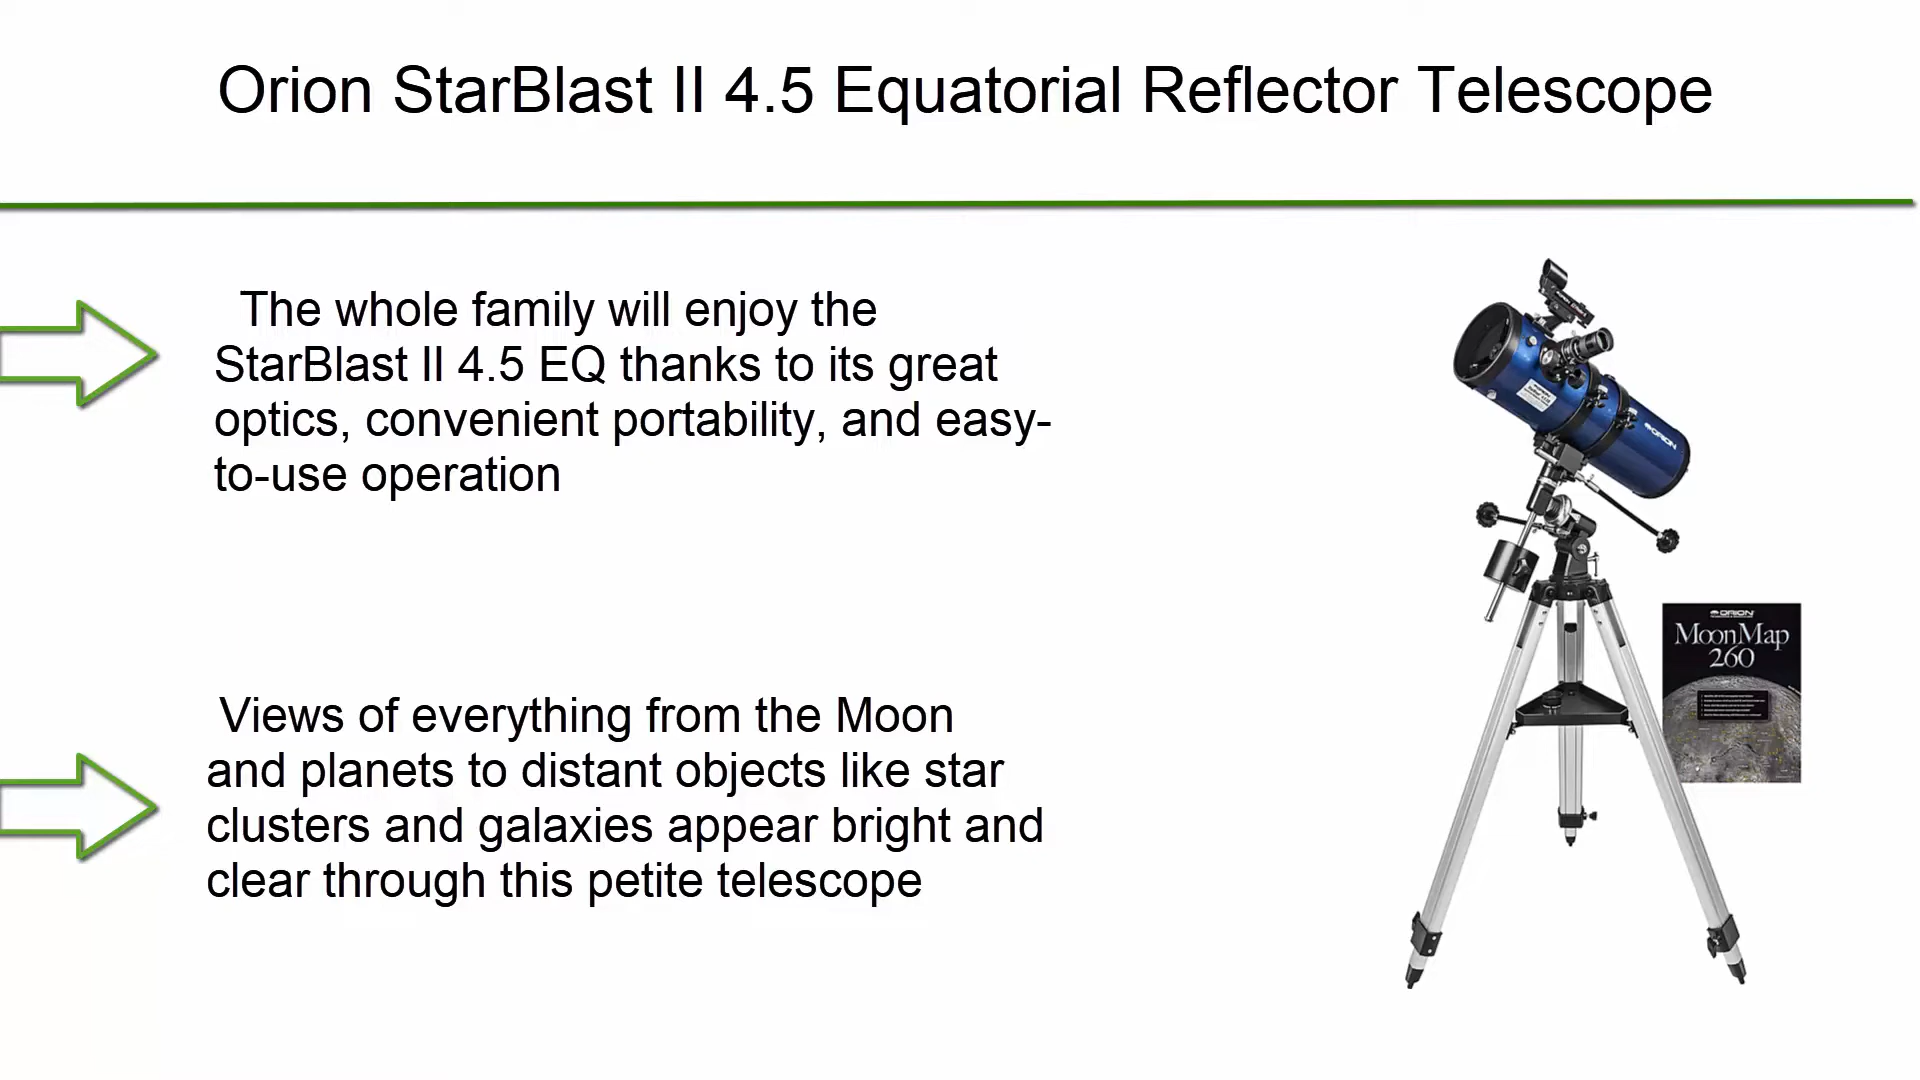 Orion StarBlast II 4.5 Equatorial Reflector Telescope
The whole family will enjoy the
StarBlast II 4.5 EQ thanks to its great
optics, convenient portability, and easy-
to-use operation
Views of everything from the Moon
and planets to distant objects like star
clusters and galaxies appear bright and
clear through this petite telescope
ORION
ORION
MoonMap
260